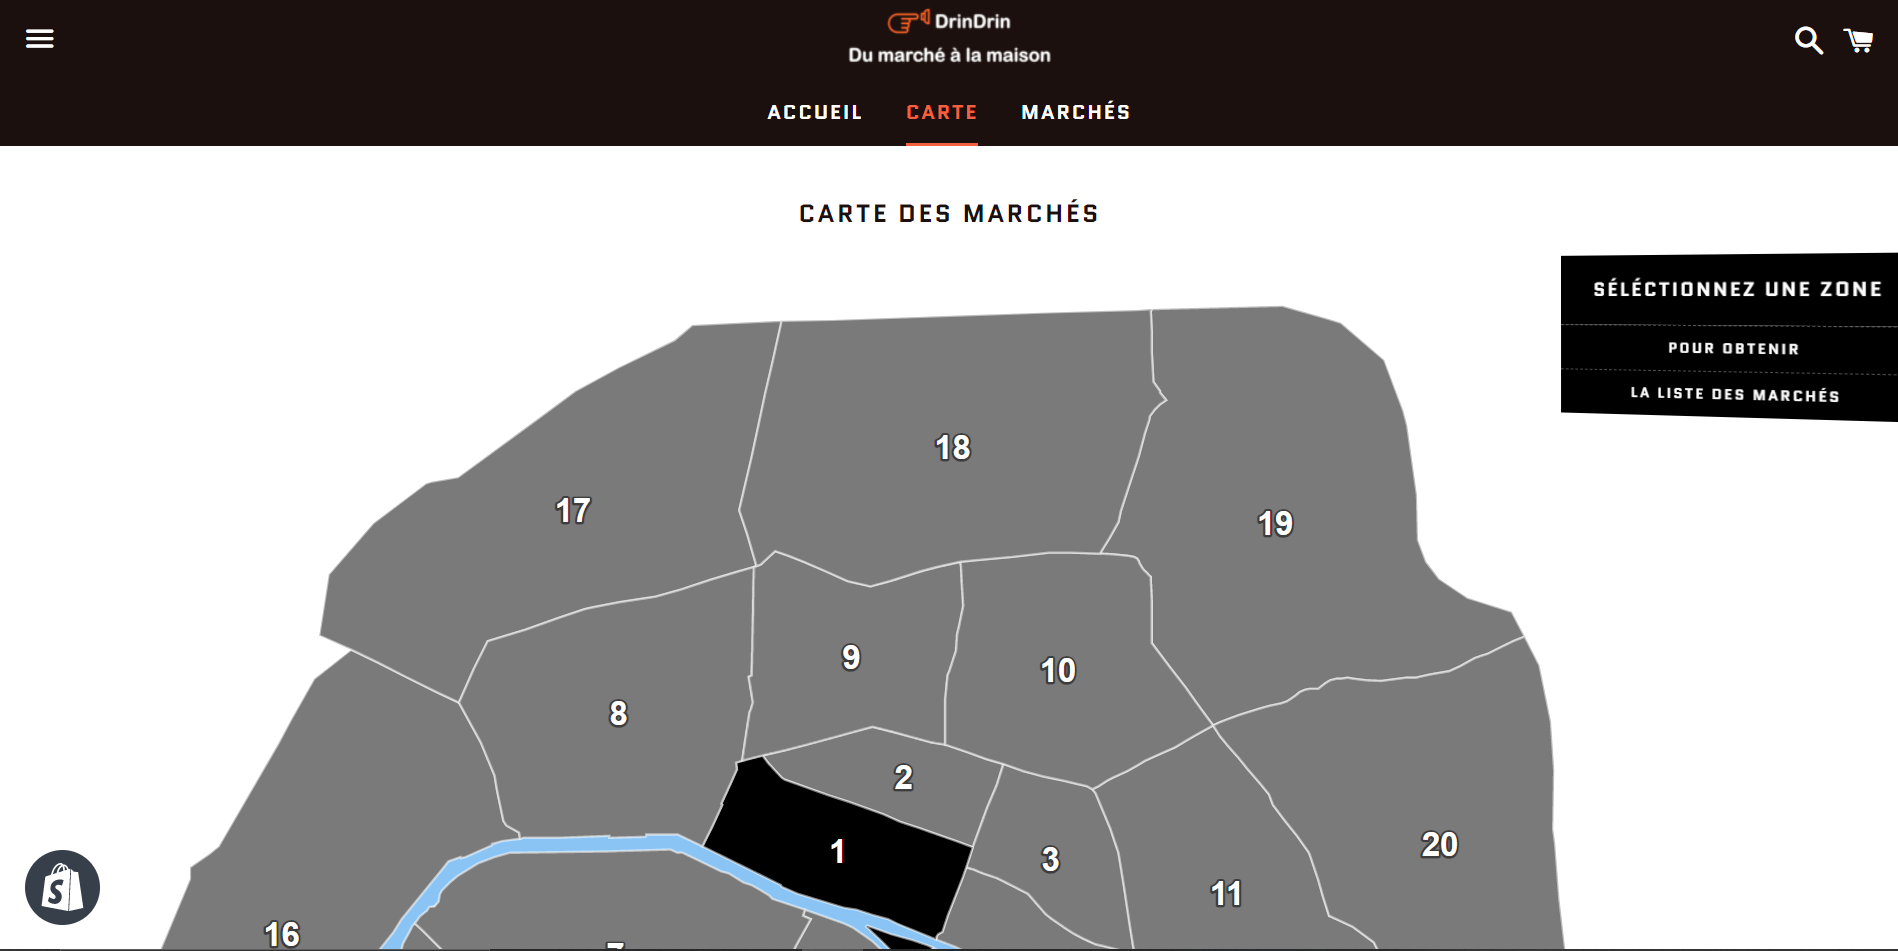 DrinDrin
Du marché à la maison
ACCUEIL CARTE MARCHÉS
CARTE DES MARCHÉS
SÉLÉCTIONNEZ UNE ZONE
POUR OBTENIR
LA LISTE DES MARCHÉS
18
17
19
9
10
8
2
1
3
20
11
16
7
S